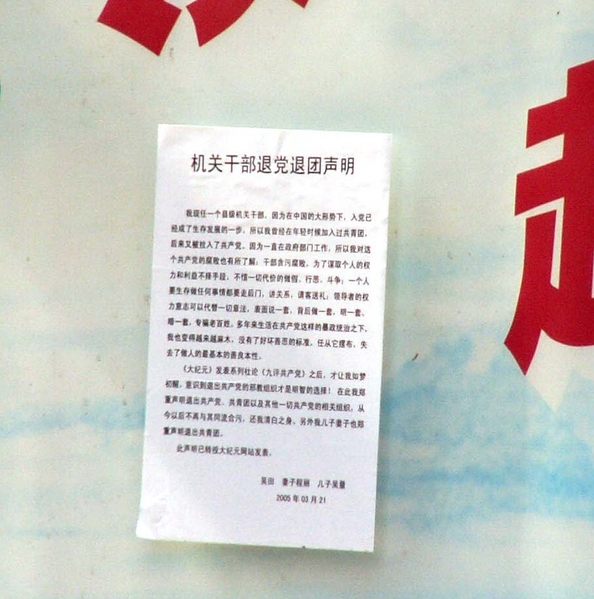 赴
机关干部退党退团声明
我现任一个县级机关干部，因为在中国的大形势下，入党已
经成了生存发展的一步，所以我曾经在年轻时候加入过共青团，
后来又被拉入了共产党，因为一直在政府部门工作，所以我对这
个共产党的腐败也有所了解：干部贪污腐败，为了谋取个人的权
力和利益不择手段，不惜一切代价的做假，行恶，斗争；一个人
要生存做任何事情都要走后门，讲关系，请客送礼；领导者的权
力意志可以代替一切章法，表面说一套，背后做一套，明一套，
暗一套，专骗老百姓，多年来生活在共产党这样的暴政统治之下，
我也变得越来越麻木，没有了好坏善恶的标准，任从它摆布，失
去了做人的最基本的善良本性。
《大纪元》发表系列社论《九评共产党》之后，才让我如梦
初醒，意识到退出共产党的邪教组织才是明智的选择！在此我郑
重声明退出共产党、共青团以及其他一切共产党的相关组织，从
今以后不再与其同流合污，还我清白之身。另外我儿子妻子也郑
重声明退出共青团。
此声明已转投大纪元网站发表。
吴田 妻子程丽 儿子吴量
2005 年 03 月 21